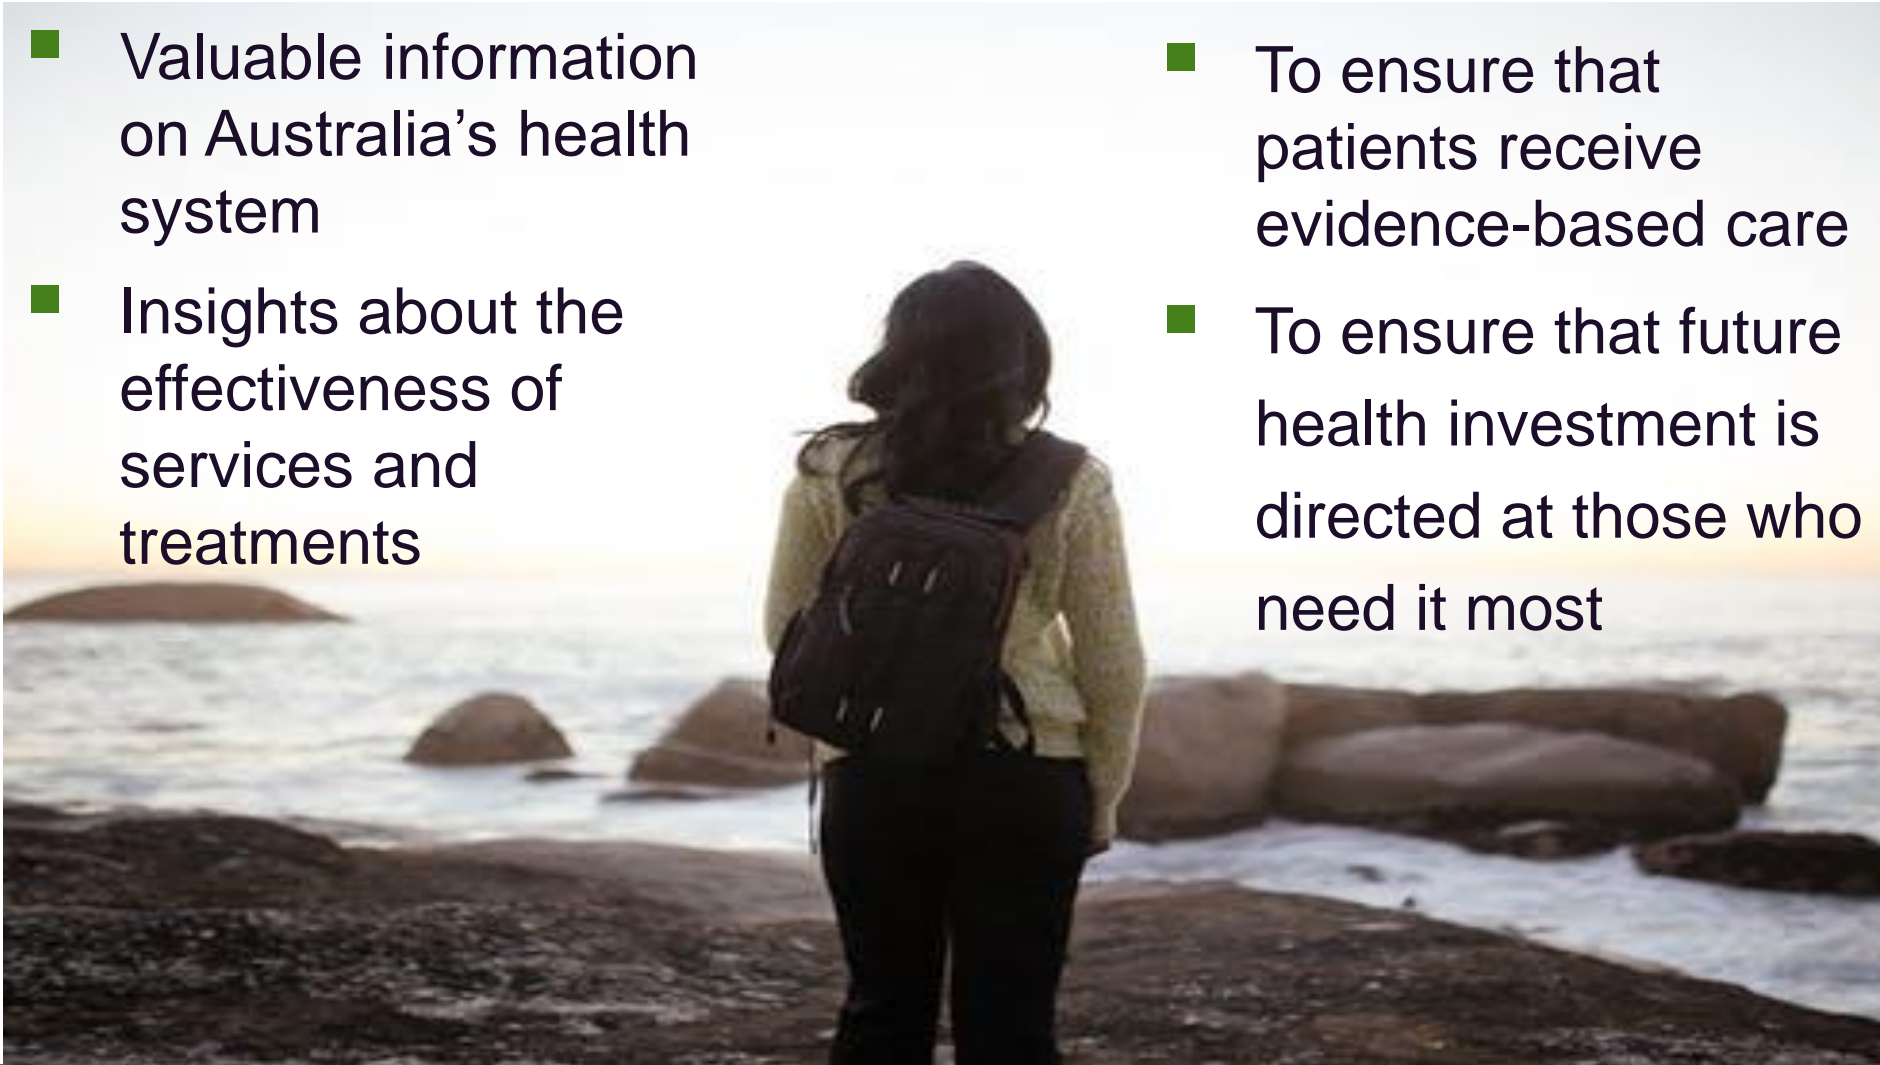 Valuable information
on Australia’s health
system
Insights about the
effectiveness of
services and
treatments
To ensure that
patients receive
evidence-based care
To ensure that future
health investment is
directed at those who
need it most